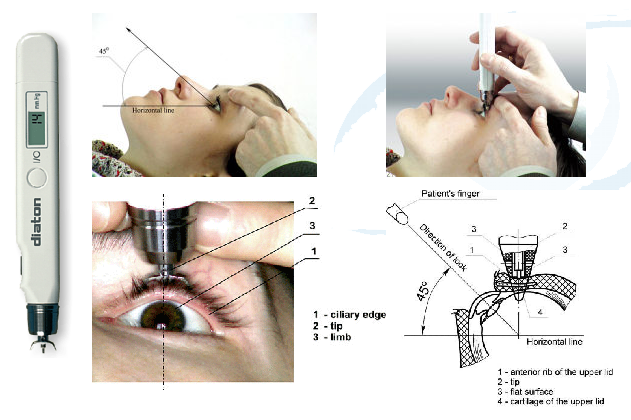 diaton
I/O
14
mm Hg
45°
Horizontal line
2
3
1
1 - ciliary edge
2 - tip
3 - limb
Patient's finger
Direction of look
45°
3
2
1
3
4
Horizontal line
1 - anterior rib of the upper lid
2 - tip
3 - flat surface
4 - cartilage of the upper lid